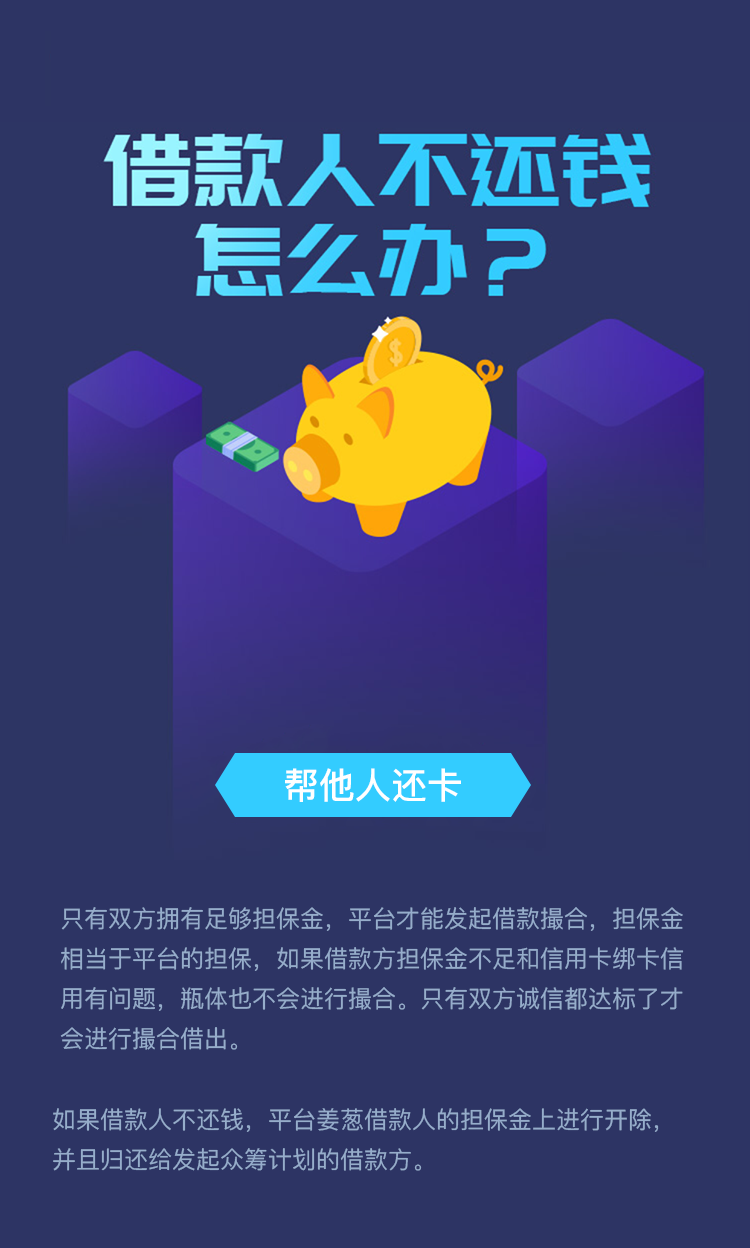 借款人不还钱
怎么办？
帮他人还卡
只有双方拥有足够担保金，平台才能发起借款撮合，担保金
相当于平台的担保，如果借款方担保金不足和信用卡绑卡信
用有问题，瓶体也不会进行撮合。只有双方诚信都达标了才
会进行撮合借出。
如果借款人不还钱，平台姜葱借款人的担保金上进行开除，
并且归还给发起众筹计划的借款方。